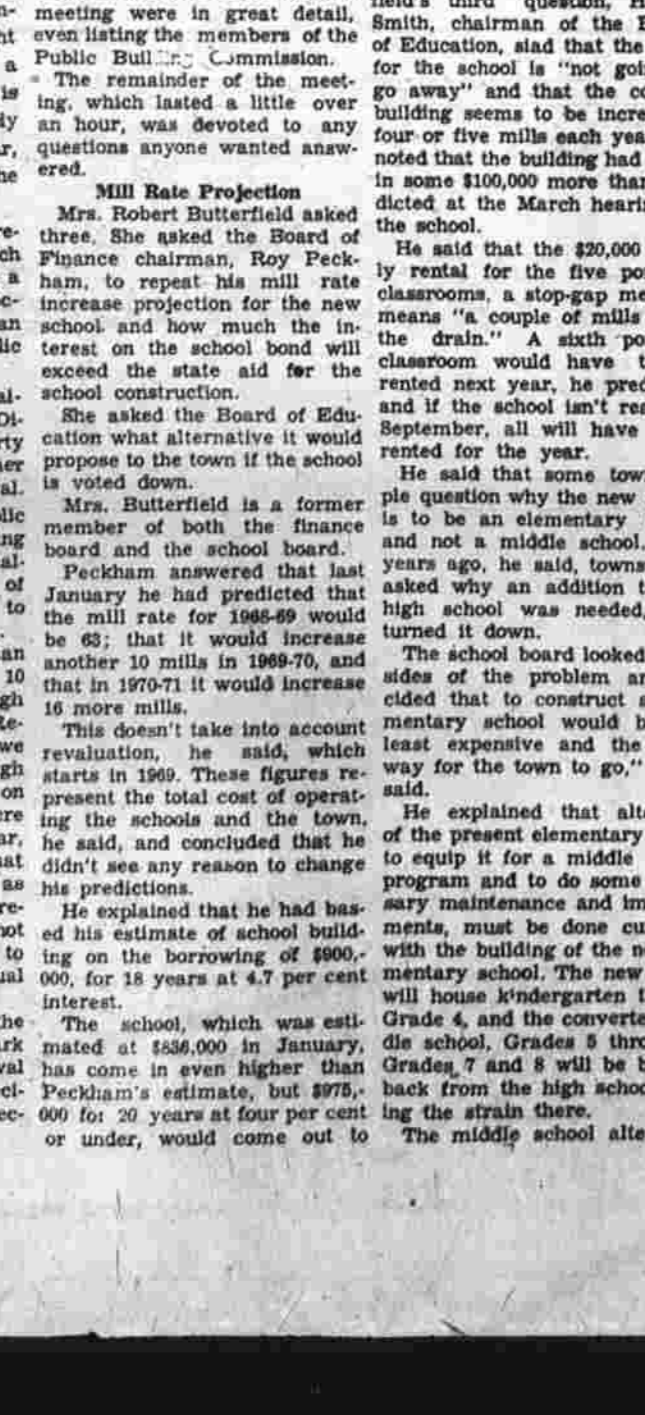 meeting were in great detail,
even listing the members of the
Public Commission.
The remainder of the meet-
ing, which lasted a little over
an hour, was devoted to any
questions anyone wanted answ-
ered.
Mill Rate Projection
Mrs. Robert Butterfield asked
three. She asked the Board of
Finance chairman, Roy Peck-
ham, to repeat his mill rate
increase projection for the new
school and how much the in-
terest on the school bond will
exceed the state aid for the
school construction.
She asked the Board of Edu-
cation what alternative it would
propose to the town if the school
is voted down.
Mrs. Butterfield is a former
member of both the finance
board and the school board.
Peckham answered that last
January he had predicted that
the mill rate for 1968-69 would
be 63; that it would increase
another 10 mills in 1969-70, and
that in 1970-71 it would increase
16 more mills.
This doesn't take into account
revaluation, he said, which
starts in 1969. These figures re-
present the total cost of operat-
ing the schools and the town,
he said, and concluded that he
didn't see any reason to change
his predictions.
He explained that he had bas-
ed his estimate of school build-
ing on the borrowing of $900,-
000, for 18 years at 4.7 per cent
interest.
The school, which was esti-
mated at $836,000 in January,
has come in even higher than
Peckham's estimate, but $975,-
000 for 20 years at four per cent
or under, would come out to
third question,
Smith, chairman of the
of Education, siad that the
for the school is "not goi
go away" and that the co
building seems to be incre
four or five mills each yea
noted that the building had
in some $100,000 more than
dicted at the March heari
the school.
He said that the $20,000
ly rental for the five po
classrooms, a stop-gap me
means "a couple of mills
the drain." A sixth po
classroom would have t
rented next year, he pred
and if the school isn't rea
September, all will have
rented for the year.
He said that some tow
ple question why the new
is to be an elementary
and not a middle school.
years ago, he said, towns
asked why an addition t
high school was needed,
turned it down.
The school board looked
sides of the problem an
cided that to construct
mentary school would b
least expensive and the
way for the town to go,"
said.
He explained that alt
of the present elementary
to equip it for a middle
program and to do some
sary maintenance and im
ments, must be done cu
with the building of the n
mentary school. The new
will house kindergarten t
Grade 4, and the converte
dle school, Grades 5 thro
Grades 7 and 8 will be b
back from the high schoo
ing the strain there.
The middle school alte